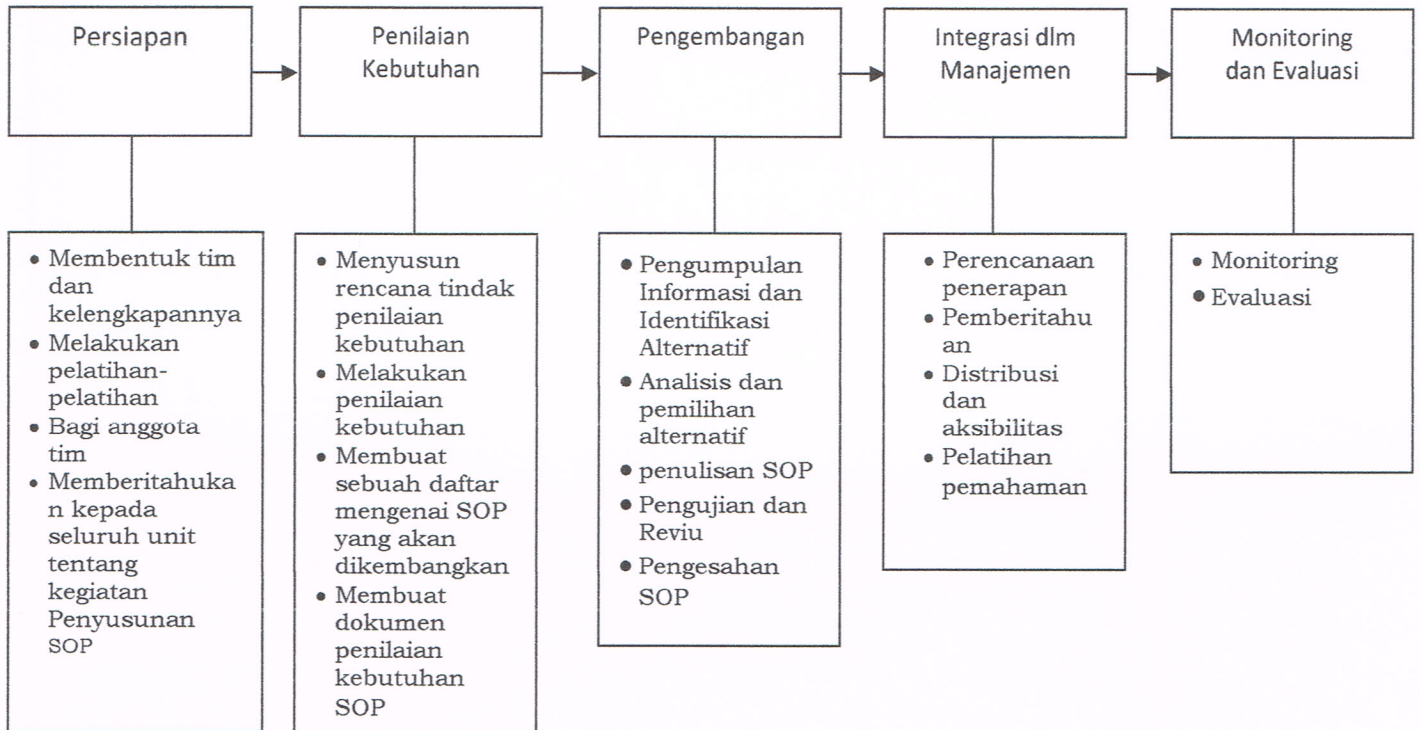 Persiapan
Penilaian
Kebutuhan
Pengembangan
Integrasi dlm
Manajemen
Monitoring
dan Evaluasi
• Membentuk tim
dan
kelengkapannya
• Melakukan
pelatihan-
pelatihan
• Bagi anggota
tim
• Memberitahuka
n kepada
seluruh unit
tentang
kegiatan
Penyusunan
SOP
• Menyusun
rencana tindak
penilaian
kebutuhan
• Melakukan
penilaian
kebutuhan
• Membuat
sebuah daftar
mengenai SOP
yang akan
dikembangkan
• Membuat
dokumen
penilaian
kebutuhan
SOP
• Pengumpulan
Informasi dan
Identifikasi
Alternatif
• Analisis dan
pemilihan
alternatif
• penulisan SOP
• Pengujian dan
Reviu
• Pengesahan
SOP
• Perencanaan
penerapan
• Pemberitahu
an
• Distribusi
dan
aksibilitas
• Pelatihan
pemahaman
• Monitoring
• Evaluasi